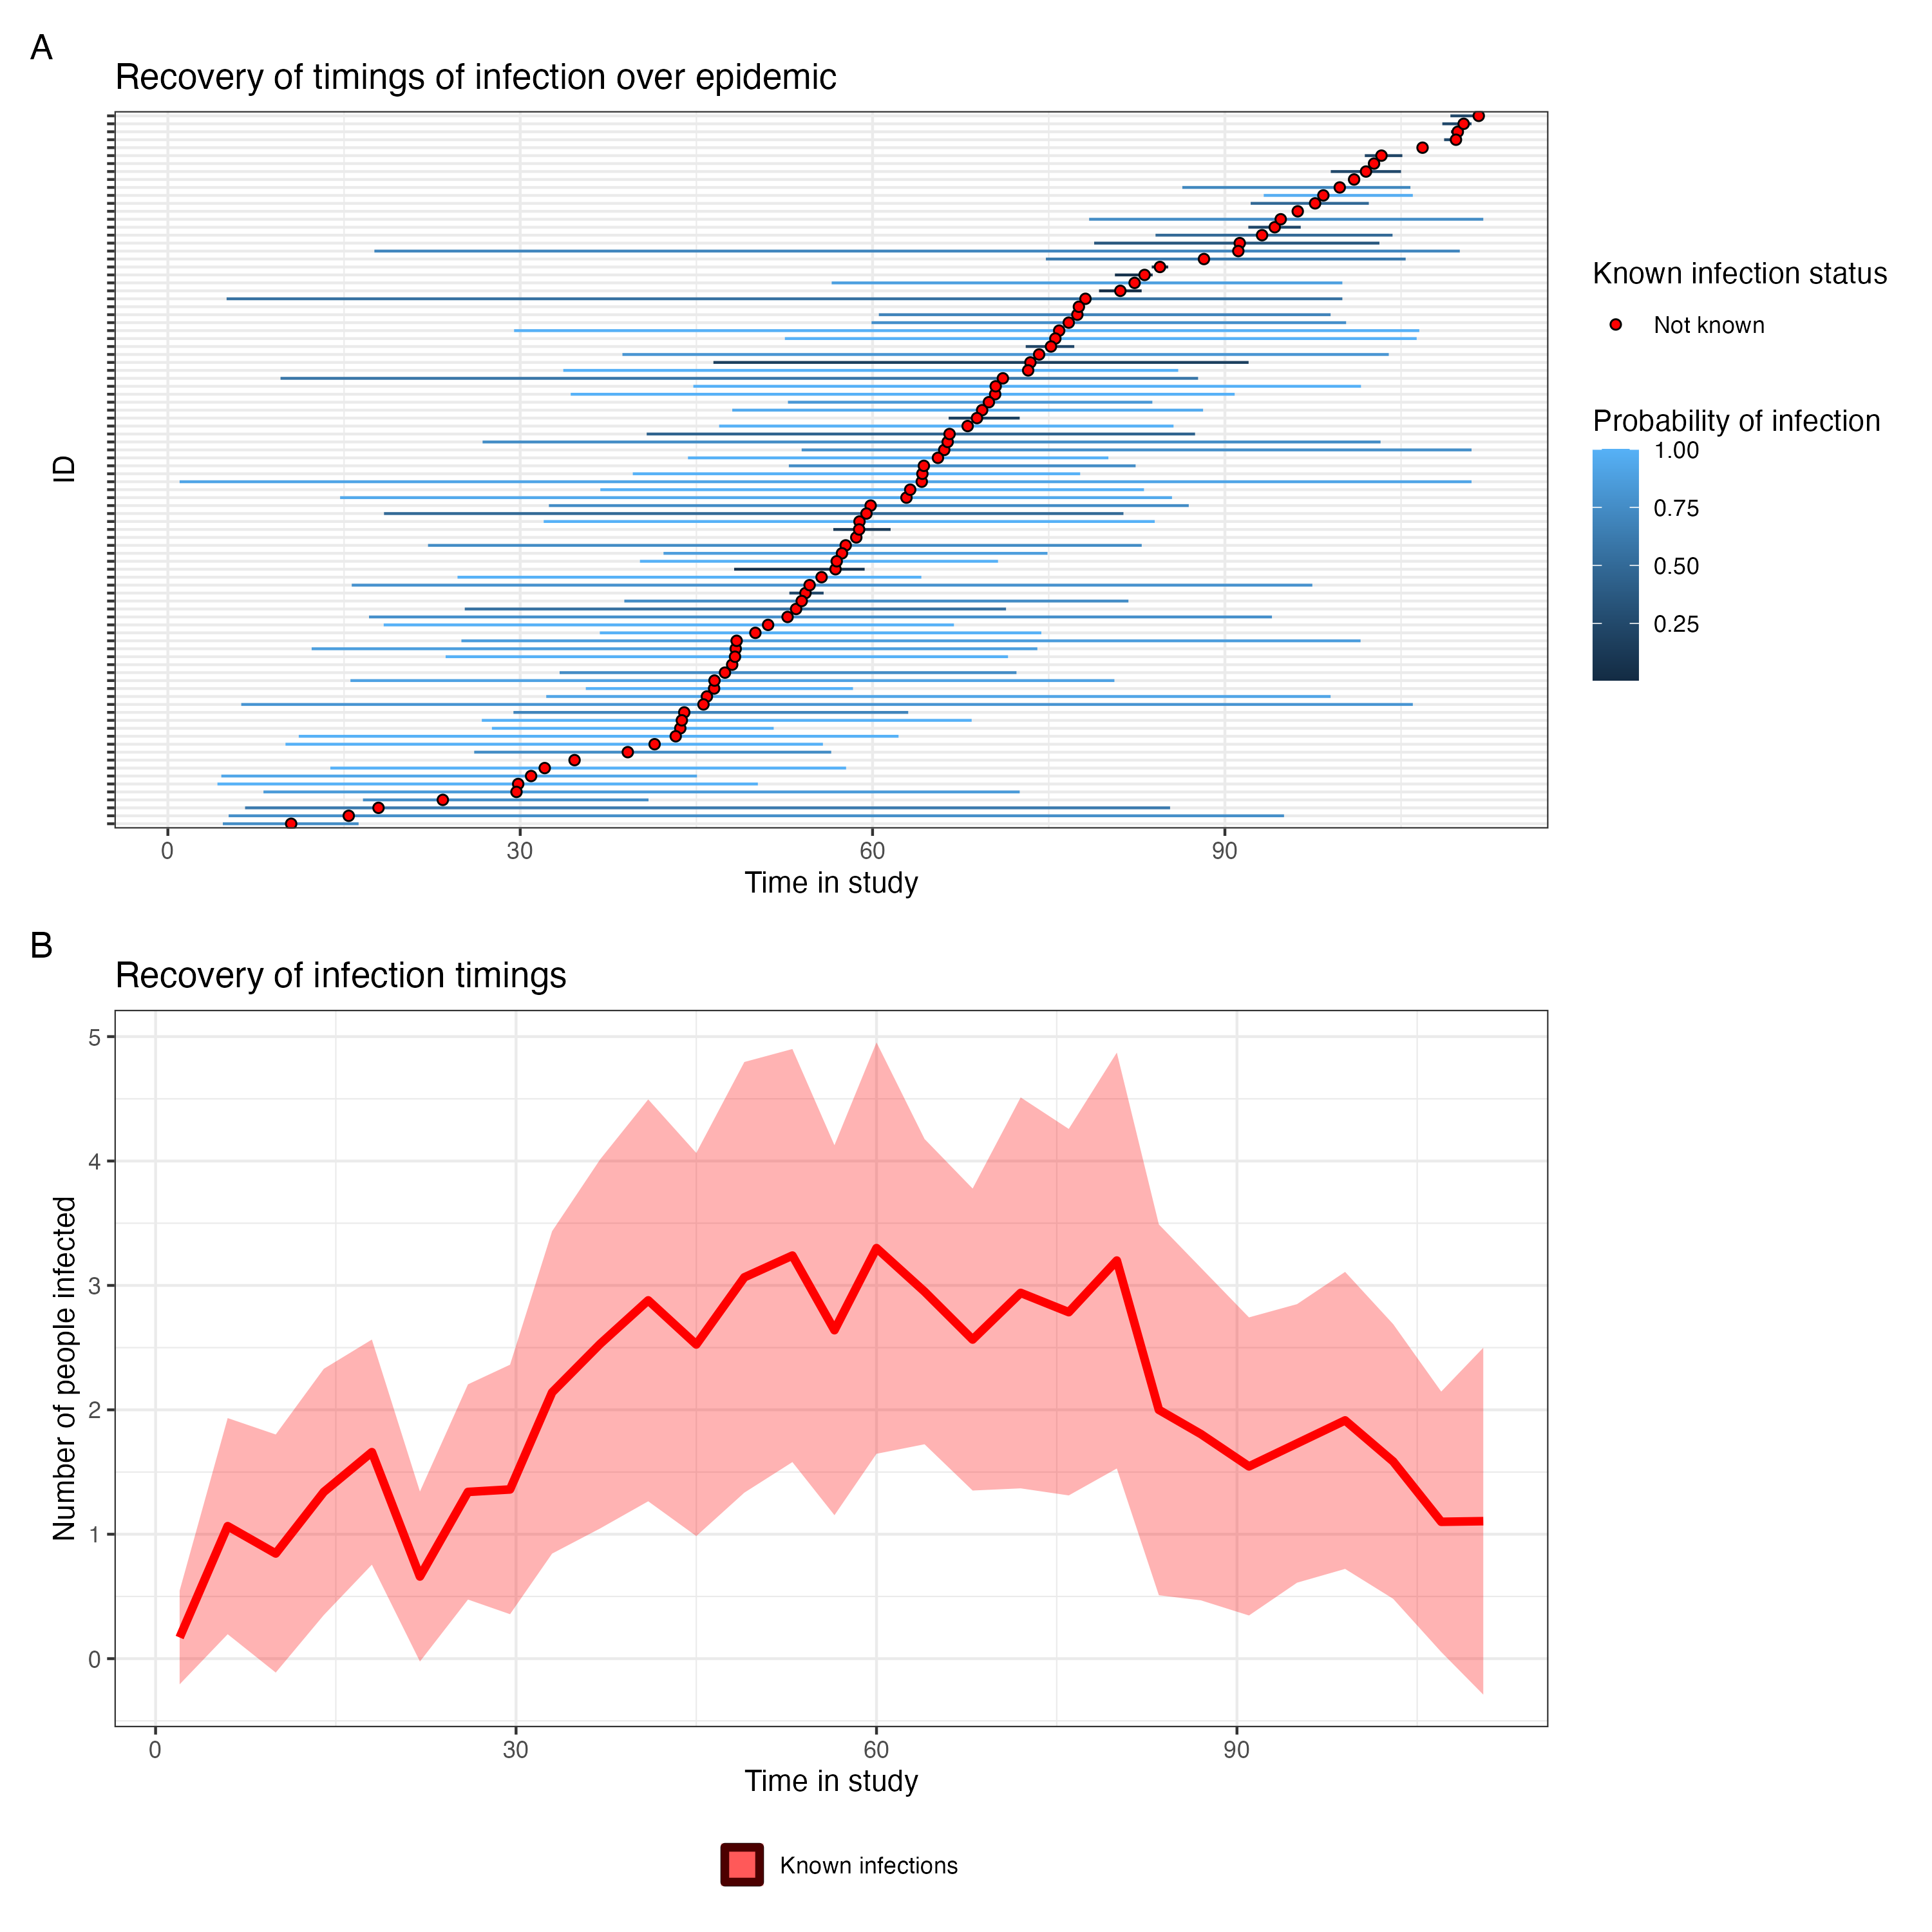 A
Recovery of timings of infection over epidemic
ID
0 30 60 90
Time in study
Known infection status
Not known
Probability of infection
1.00
0.75
0.50
0.25
B
Recovery of infection timings
Number of people infected
5
4
3
2
1
0
0 30 60 90
Time in study
Known infections